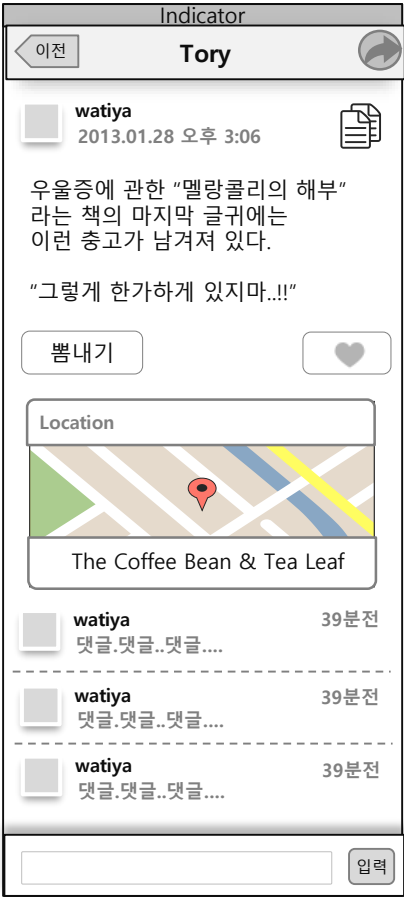 Indicator
이전
Tory
watiya
2013.01.28 오후 3:06
우울증에 관한 “멜랑콜리의 해부”
라는 책의 마지막 글귀에는
이런 충고가 남겨져 있다.
“그렇게 한가하게 있지마..!!”
뽐내기
Location
The Coffee Bean & Tea Leaf
watiya
39분전
댓글.댓글..댓글....
watiya
39분전
댓글.댓글..댓글....
watiya
39분전
댓글.댓글..댓글....
입력